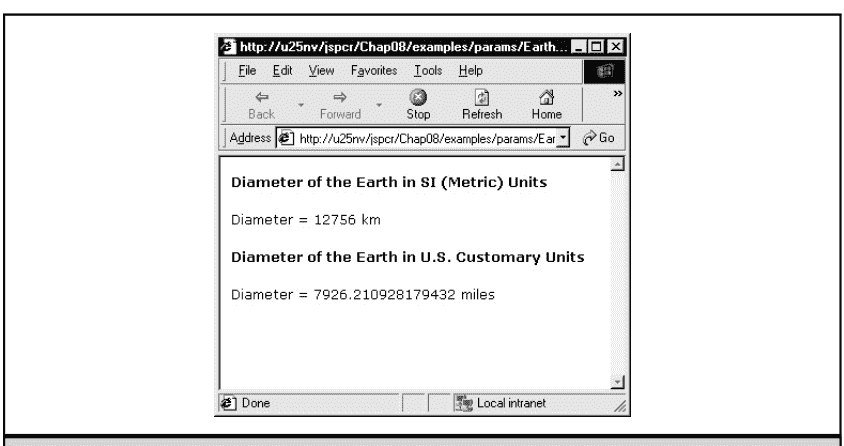 http://u25nv/jspcr/Chap08/examples/params/Earth...
File Edit View Favorites Tools Help
Back Forward Stop Refresh Home »
Address http://u25nv/jspcr/Chap08/examples/params/Ear Go
Diameter of the Earth in SI (Metric) Units
Diameter = 12756 km
Diameter of the Earth in U.S. Customary Units
Diameter = 7926.210928179432 miles
Done Local intranet